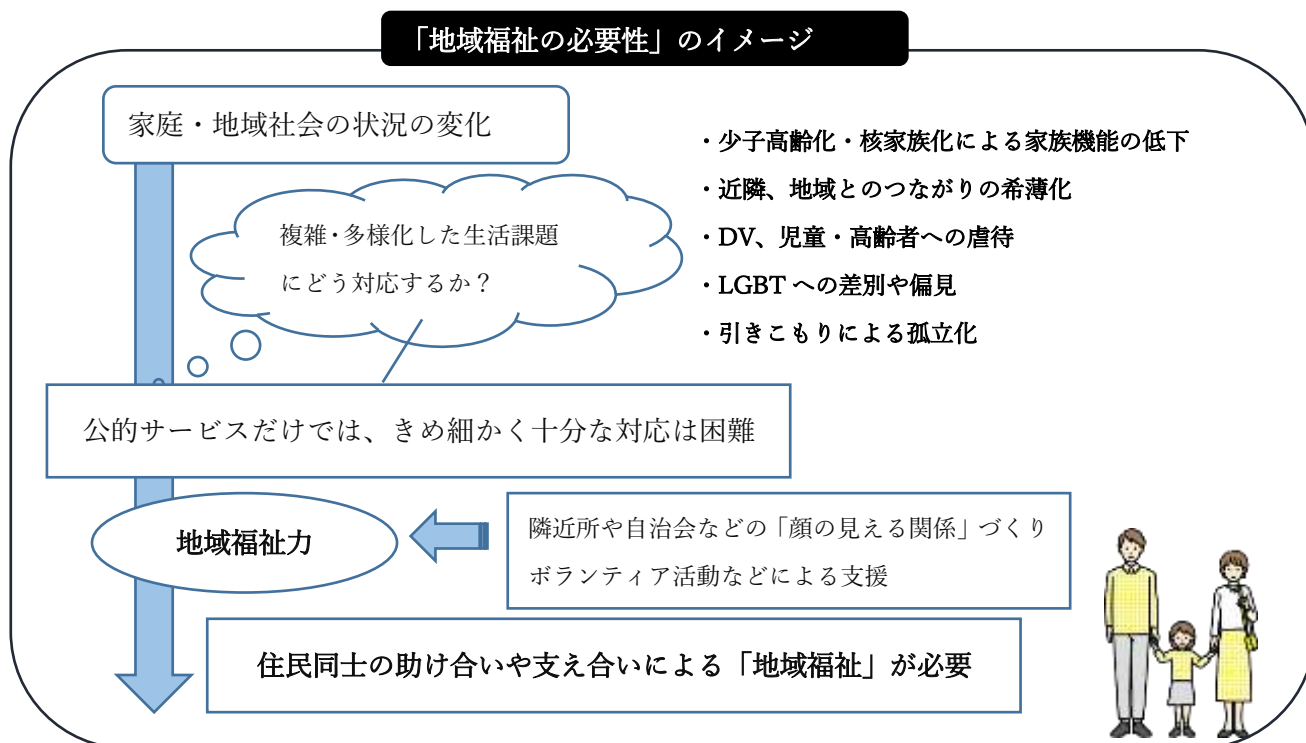 「地域福祉の必要性」のイメージ
家庭・地域社会の状況の変化
・少子高齢化・核家族化による家族機能の低下
・近隣、地域とのつながりの希薄化
・DV、児童・高齢者への虐待
・LGBT への差別や偏見
・引きこもりによる孤立化
複雑・多様化した生活課題
にどう対応するか？
公的サービスだけでは、きめ細かく十分な対応は困難
地域福祉力
隣近所や自治会などの「顔の見える関係」づくり
ボランティア活動などによる支援
住民同士の助け合いや支え合いによる「地域福祉」が必要